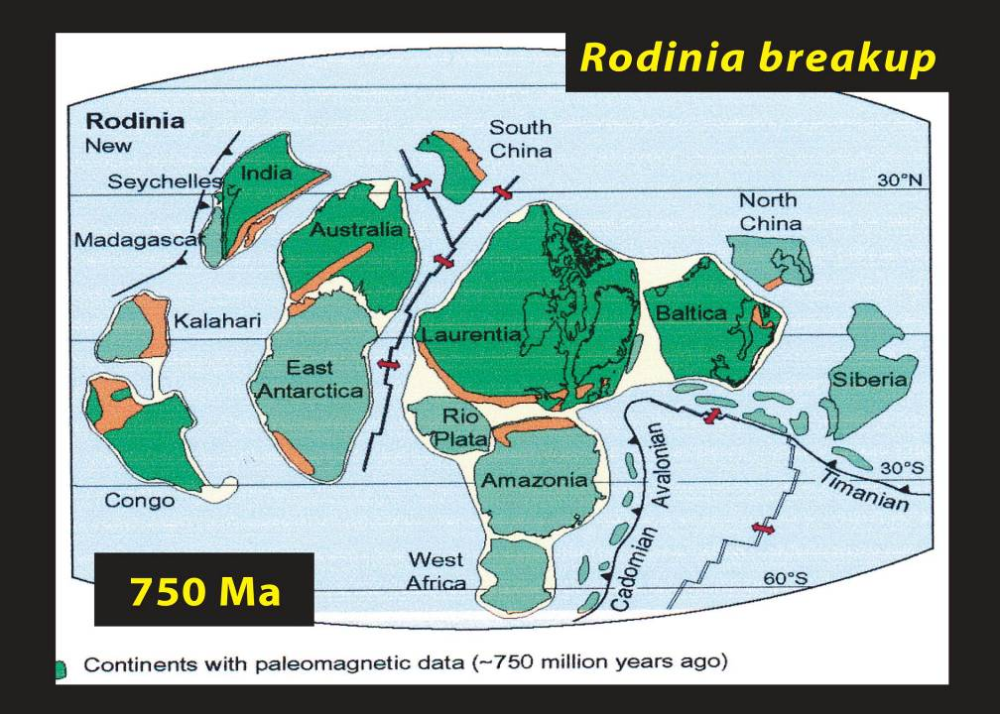 Rodinia breakup
Rodinia
New
South
China
Seychelles
India
30°N
North
China
Madagascar
Australia
Kalahari
Laurentia
Baltica
East
Antarctica
Siberia
Rio
Plata
Avalonian
30°S
Amazonia
Timanian
Congo
West
Africa
Cadomian
60°S
750 Ma
Continents with paleomagnetic data (~750 million years ago)